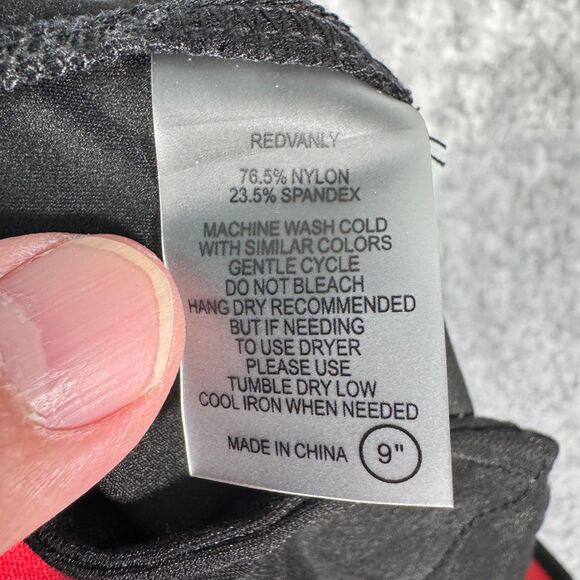 REDVANLY
76.5% NYLON
23.5% SPANDEX
MACHINE WASH COLD
WITH SIMILAR COLORS
GENTLE CYCLE
DO NOT BLEACH
HANG DRY RECOMMENDED
BUT IF NEEDING
TO USE DRYER
PLEASE USE
TUMBLE DRY LOW
COOL IRON WHEN NEEDED
MADE IN CHINA 9"